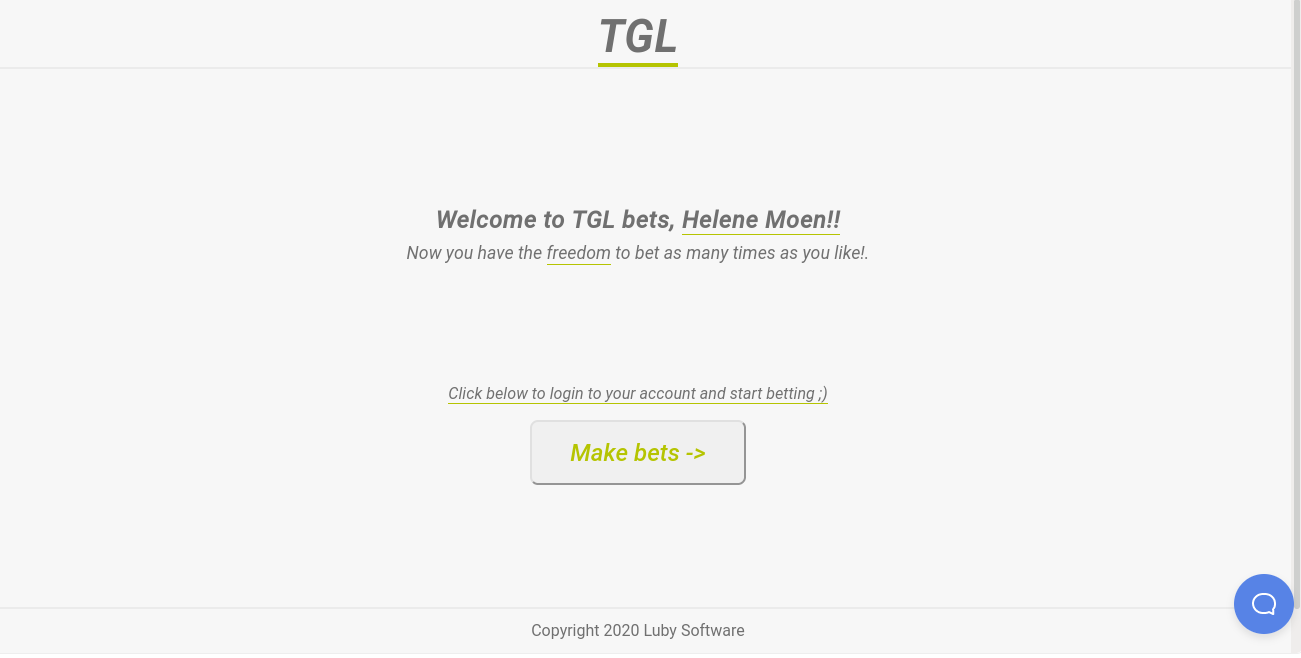 TGL
Welcome to TGL bets, Helene Moen!!
Now you have the freedom to bet as many times as you like!.
Click below to login to your account and start betting ;)
Make bets ->
Copyright 2020 Luby Software